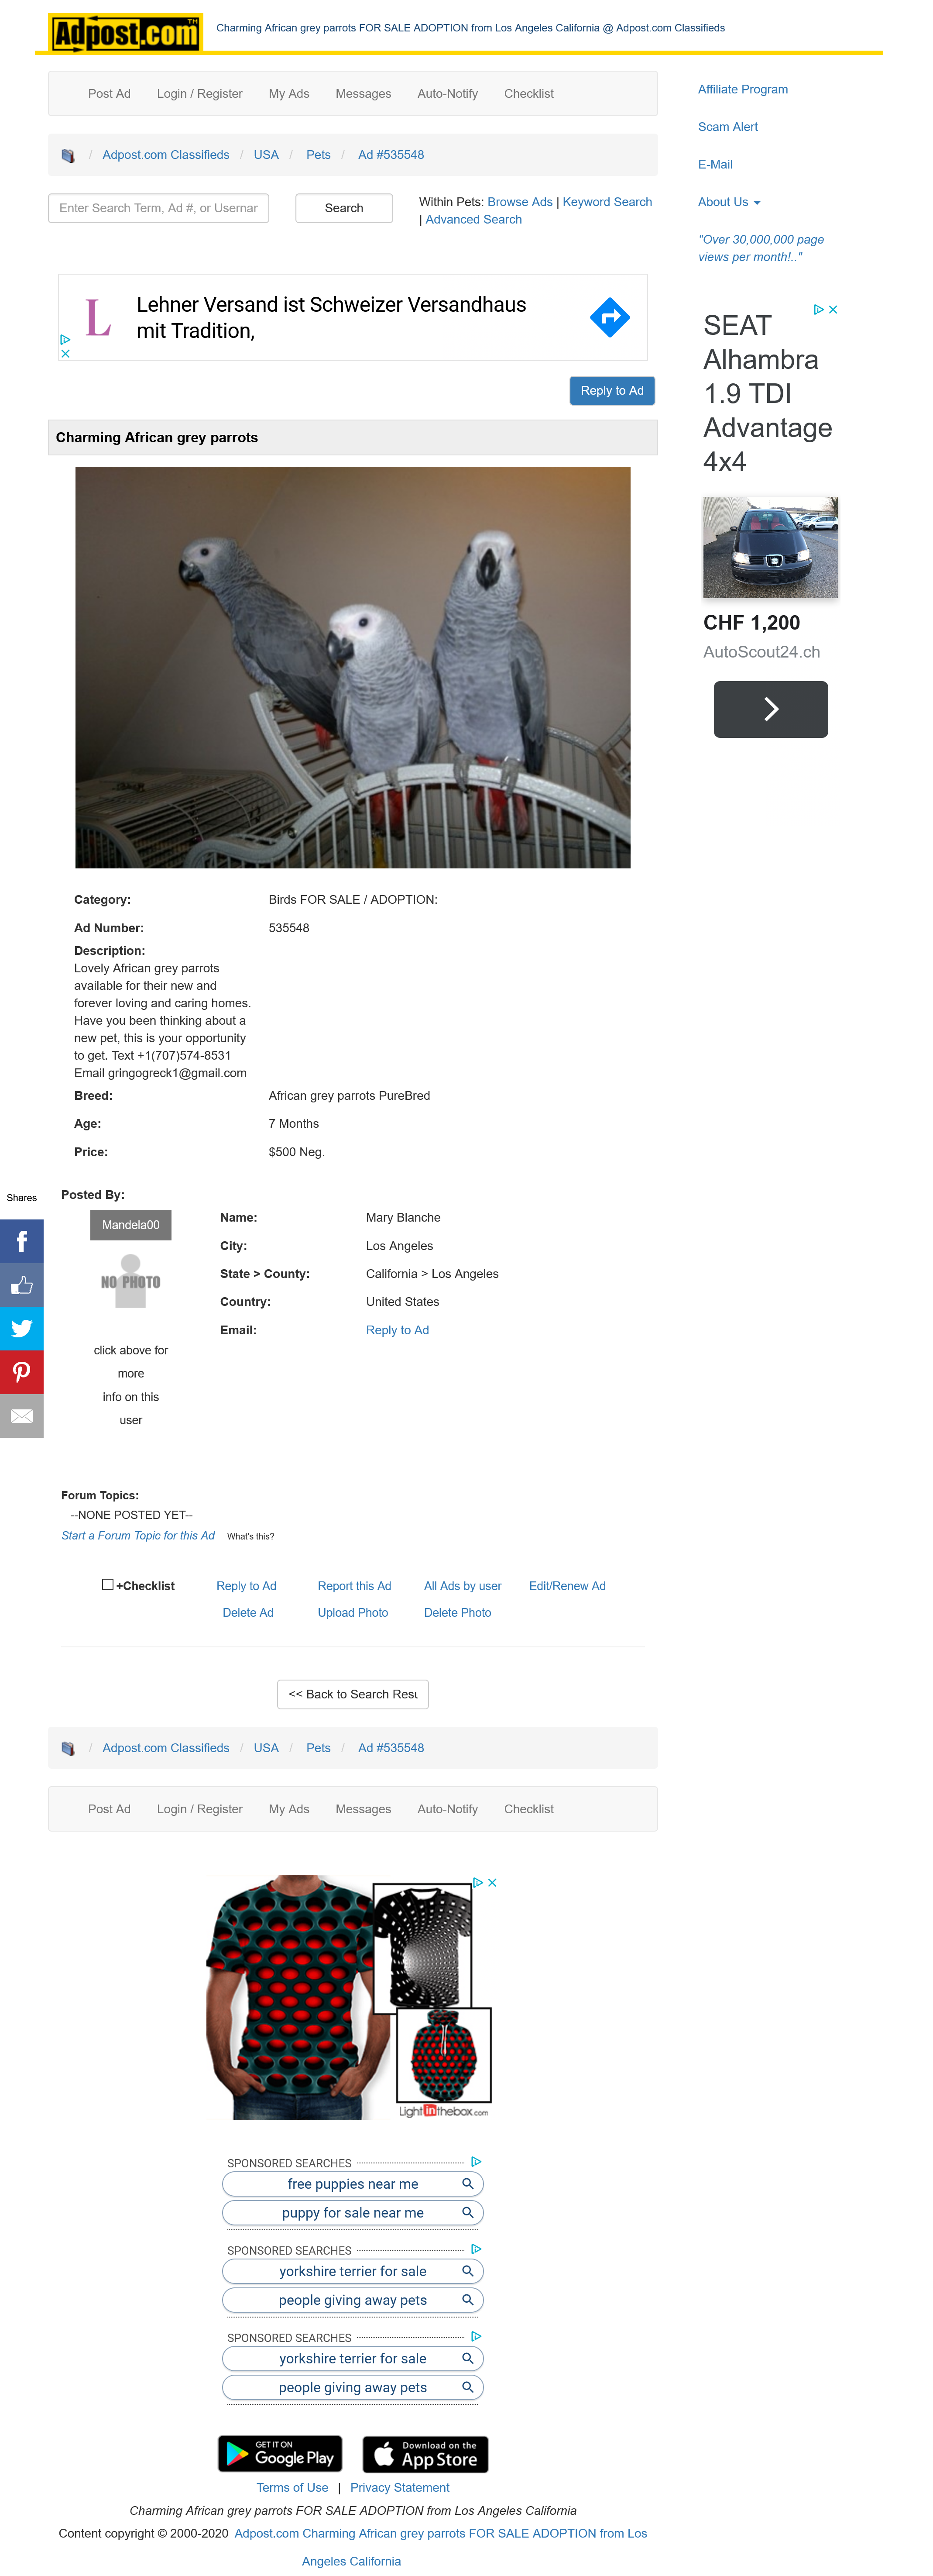 Adpost.com TM
Charming African grey parrots FOR SALE ADOPTION from Los Angeles California @ Adpost.com Classifieds
Post Ad Login / Register My Ads Messages Auto-Notify Checklist
/ Adpost.com Classifieds / USA / Pets / Ad #535548
Enter Search Term, Ad #, or Usernar
Search
Within Pets: Browse Ads | Keyword Search
| Advanced Search
Affiliate Program
Scam Alert
E-Mail
About Us
"Over 30,000,000 page
views per month!.."
L
Lehner Versand ist Schweizer Versandhaus
mit Tradition,
Reply to Ad
SEAT
Alhambra
1.9 TDI
Advantage
4x4
CHF 1,200
AutoScout24.ch
Charming African grey parrots
Category: Birds FOR SALE / ADOPTION:
Ad Number: 535548
Description:
Lovely African grey parrots
available for their new and
forever loving and caring homes.
Have you been thinking about a
new pet, this is your opportunity
to get. Text +1(707)574-8531
Email gringogreck1@gmail.com
Breed: African grey parrots PureBred
Age: 7 Months
Price: $500 Neg.
Shares
Posted By:
Mandela00
NO PHOTO
click above for
more
info on this
user
Name: Mary Blanche
City: Los Angeles
State > County: California > Los Angeles
Country: United States
Email: Reply to Ad
Forum Topics:
--NONE POSTED YET--
Start a Forum Topic for this Ad What's this?
+Checklist Reply to Ad Report this Ad All Ads by user Edit/Renew Ad
Delete Ad Upload Photo Delete Photo
<< Back to Search Resu
/ Adpost.com Classifieds / USA / Pets / Ad #535548
Post Ad Login / Register My Ads Messages Auto-Notify Checklist
Lightinthebox.com
SPONSORED SEARCHES
free puppies near me
puppy for sale near me
SPONSORED SEARCHES
yorkshire terrier for sale
people giving away pets
SPONSORED SEARCHES
yorkshire terrier for sale
people giving away pets
GET IT ON
Google Play
Download on the
App Store
Terms of Use | Privacy Statement
Charming African grey parrots FOR SALE ADOPTION from Los Angeles California
Content copyright © 2000-2020 Adpost.com Charming African grey parrots FOR SALE ADOPTION from Los
Angeles California